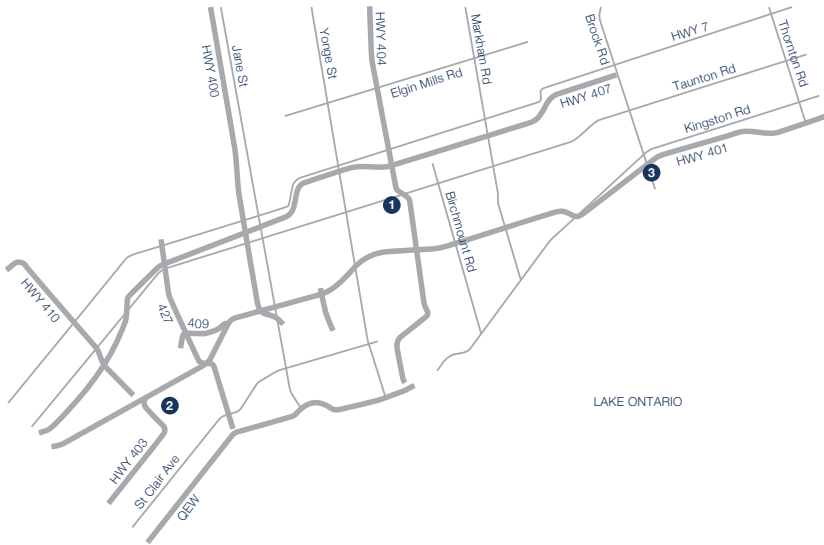 HWY 400
Jane St
Yonge St
HWY 404
Markham Rd
Brock Rd
HWY 7
Thornton Rd
Elgin Mills Rd
HWY 407
Taunton Rd
Kingston Rd
HWY 401
3
1
Birchmount Rd
HWY 410
427
409
2
LAKE ONTARIO
HWY 403
St Clair Ave
QEW